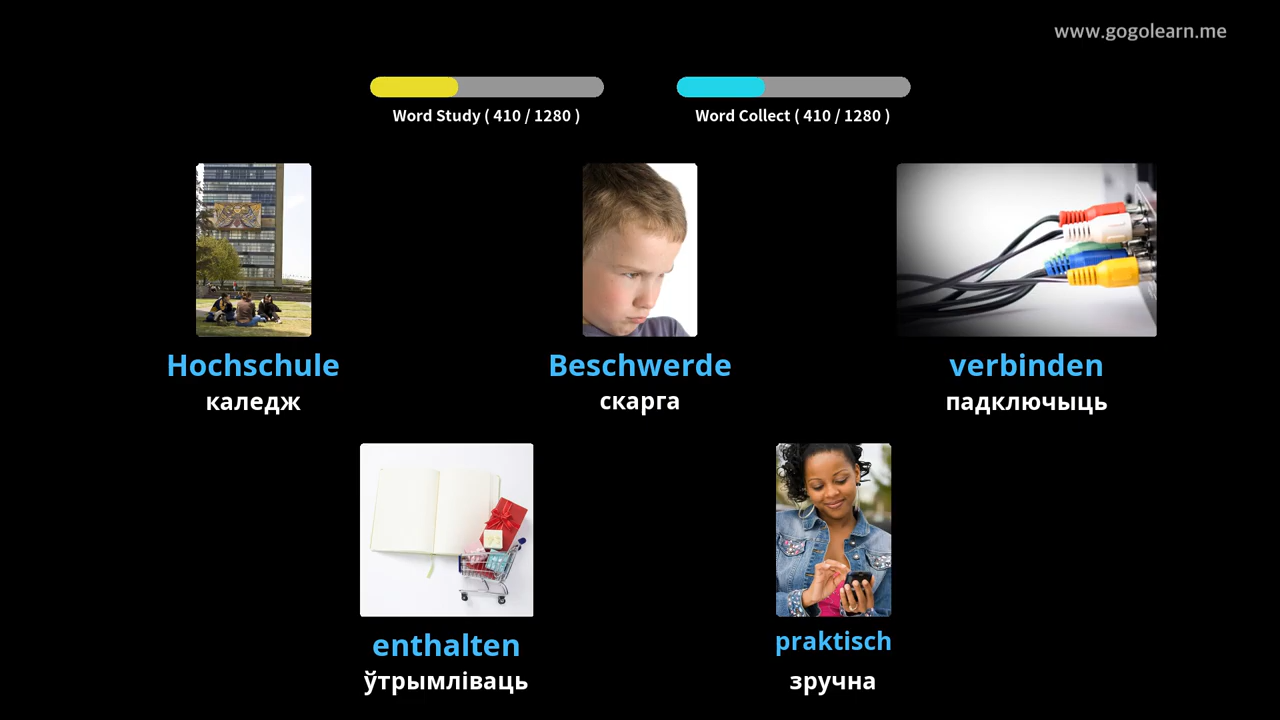 www.gogolearn.me
Word Study ( 410 / 1280 )
Word Collect ( 410 / 1280 )
Hochschule
каледж
Beschwerde
скарга
verbinden
падключыць
enthalten
ўтрымліваць
praktisch
зручна